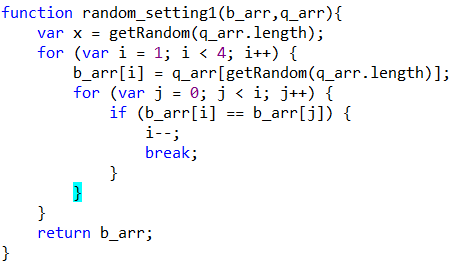 function random_setting1(b_arr,q_arr){
    var x = getRandom(q_arr.length);
    for (var i = 1; i < 4; i++) {
        b_arr[i] = q_arr[getRandom(q_arr.length)];
        for (var j = 0; j < i; j++) {
            if (b_arr[i] == b_arr[j]) {
                i--;
                break;
            }
        }
    }
    return b_arr;
}